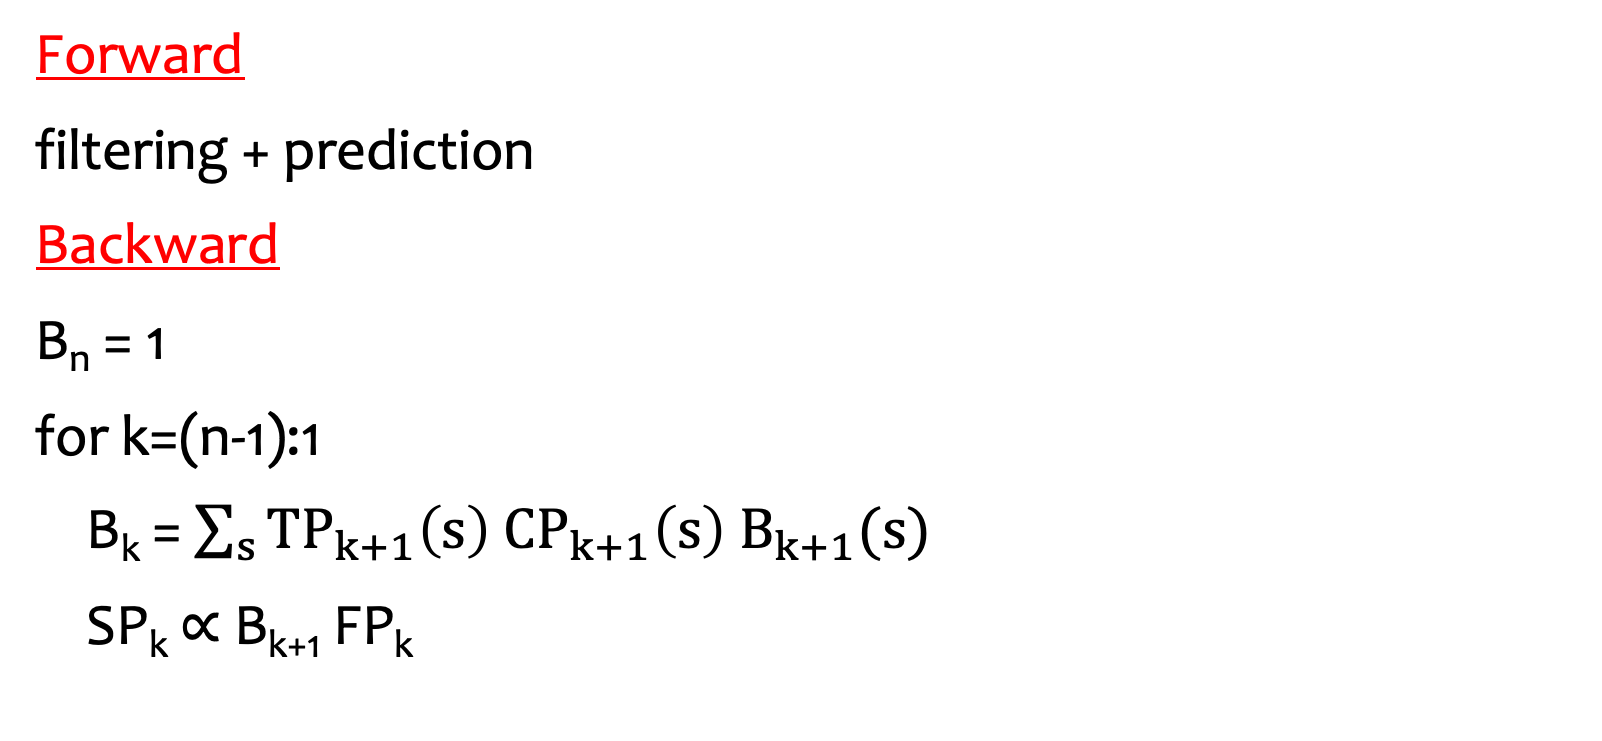 Forward
filtering + prediction
Backward
Bₙ = 1
for k=(n-1):1
Bₖ = ∑ₛ TPₖ₊₁(s) CPₖ₊₁(s) Bₖ₊₁(s)
SPₖ ∝ Bₖ₊₁ FPₖ